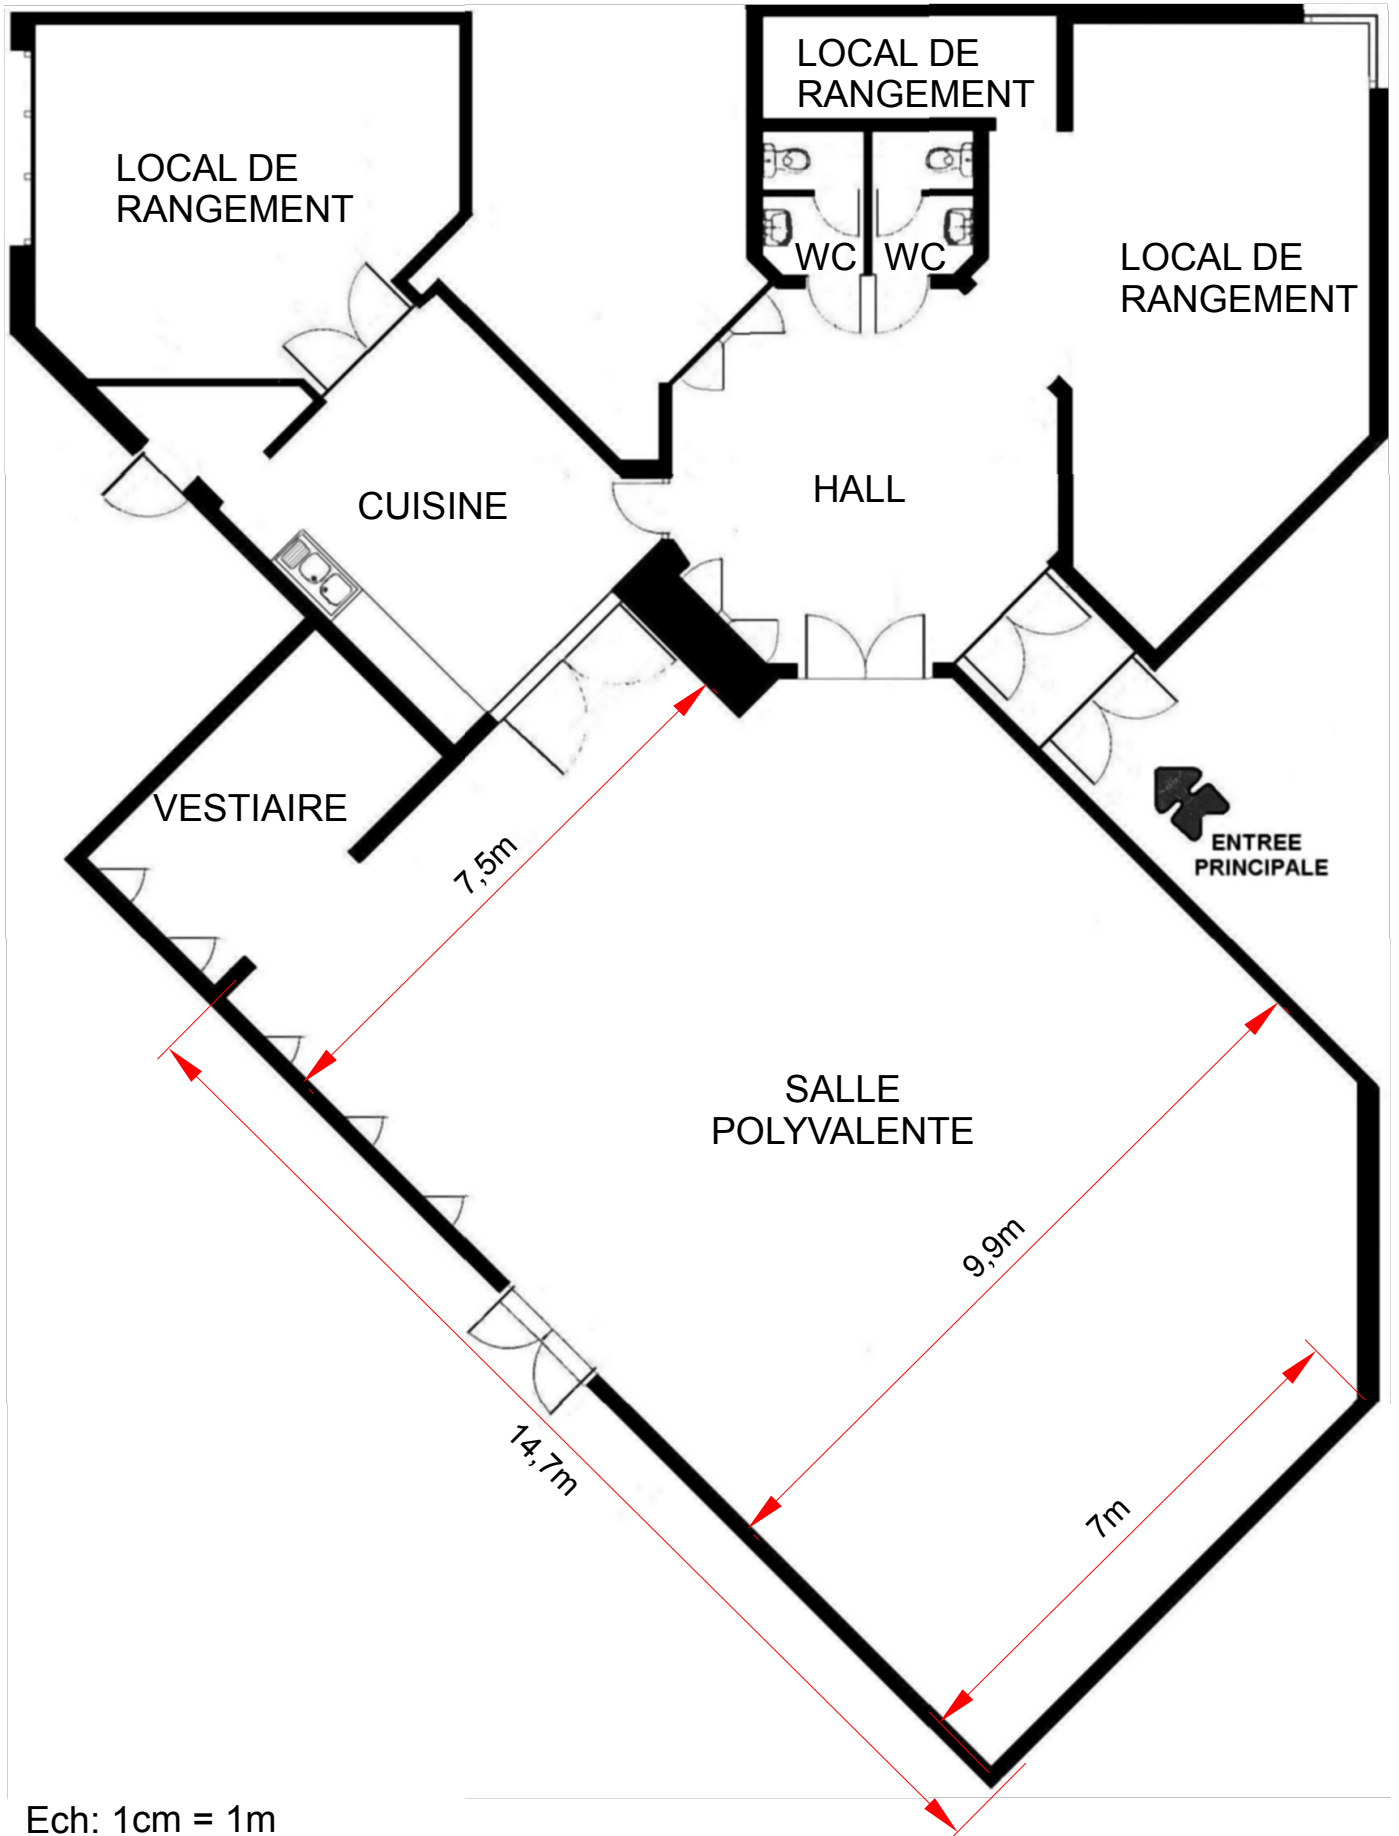 LOCAL DE
RANGEMENT
LOCAL DE
RANGEMENT
WC
WC
LOCAL DE
RANGEMENT
CUISINE
HALL
VESTIAIRE
7,5m
ENTREE
PRINCIPALE
SALLE
POLYVALENTE
9,9m
14,7m
7m
Ech: 1cm = 1m